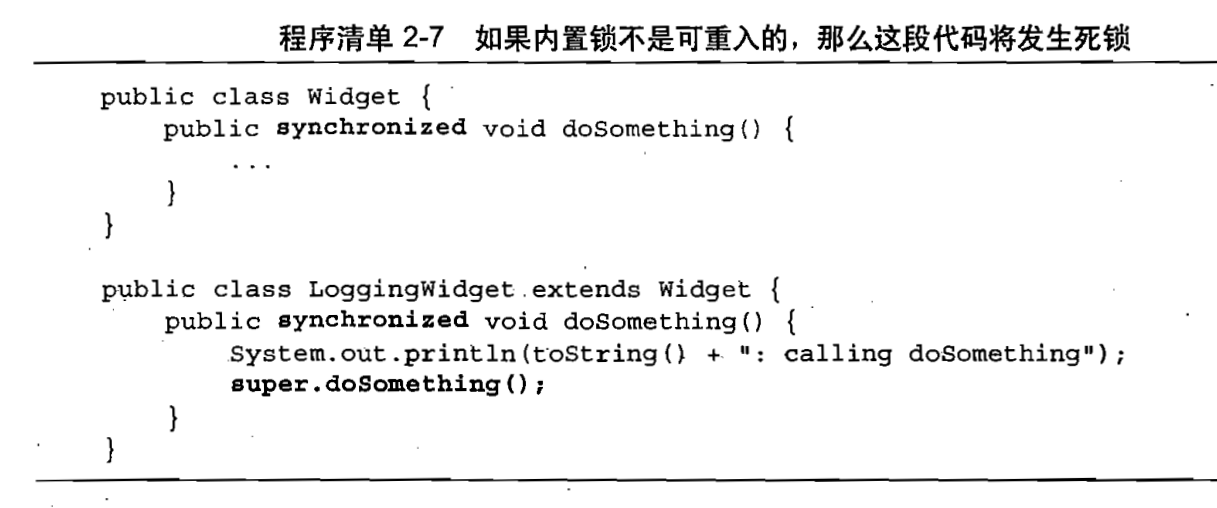 程序清单 2-7 如果内置锁不是可重入的，那么这段代码将发生死锁
public class Widget {
    public synchronized void doSomething() {
        ...
    }
}
public class LoggingWidget extends Widget {
    public synchronized void doSomething() {
        System.out.println(toString() + ": calling doSomething");
        super.doSomething();
    }
}